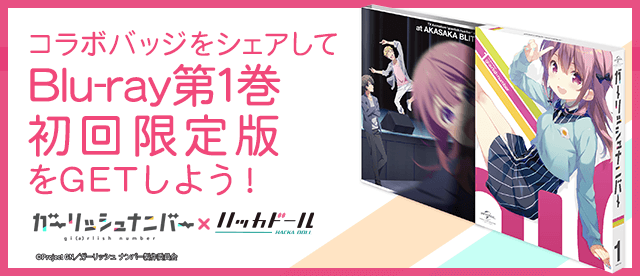 コラボバッジをシェアして
Blu-ray第1巻
初回限定版
をGETしよう!
ガーリッシュナンバー × ハッカドール
gi(a)rlish number
HACKA DOLL
©Project GN/ガーリッシュ ナンバー製作委員会
at AKASAKA BLIT
ガーリッシュナンバー
1